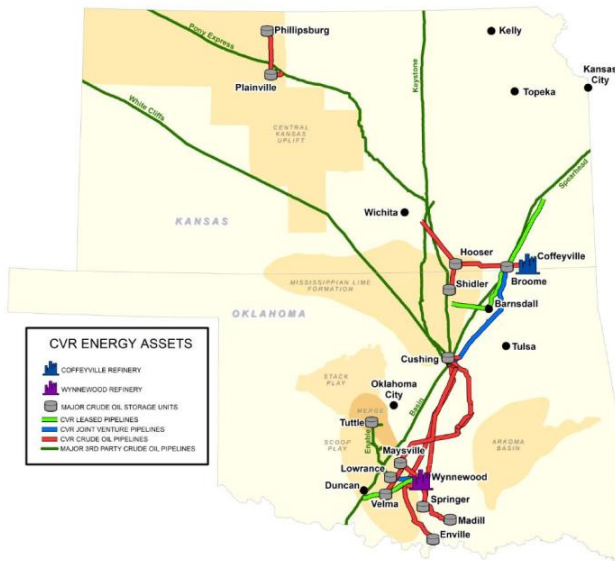 Phillipsburg
Kelly
Pony Express
Kansas
City
Plainville
Keystone
Topeka
White Cliffs
CENTRAL
KANSAS
UPLIFT
Spearhead
Wichita
KANSAS
Hooser
Coffeyville
Broome
Shidler
MISSISSIPPIAN LIME
FORMATION
Barnsdall
OKLAHOMA
CVR ENERGY ASSETS
COFFEYVILLE REFINERY
WYNNEWOOD REFINERY
MAJOR CRUDE OIL STORAGE UNITS
CVR LEASED PIPELINES
CVR JOINT VENTURE PIPELINES
CVR CRUDE OIL PIPELINES
MAJOR 3RD PARTY CRUDE OIL PIPELINES
Tulsa
Cushing
STACK
PLAY
Oklahoma
City
Basin
MERGE
Tuttle
Enable
SCOOP
PLAY
ARKOMA
BASIN
Maysville
Lowrance
Wynnewood
Duncan
Velma
Springer
Madill
Enville